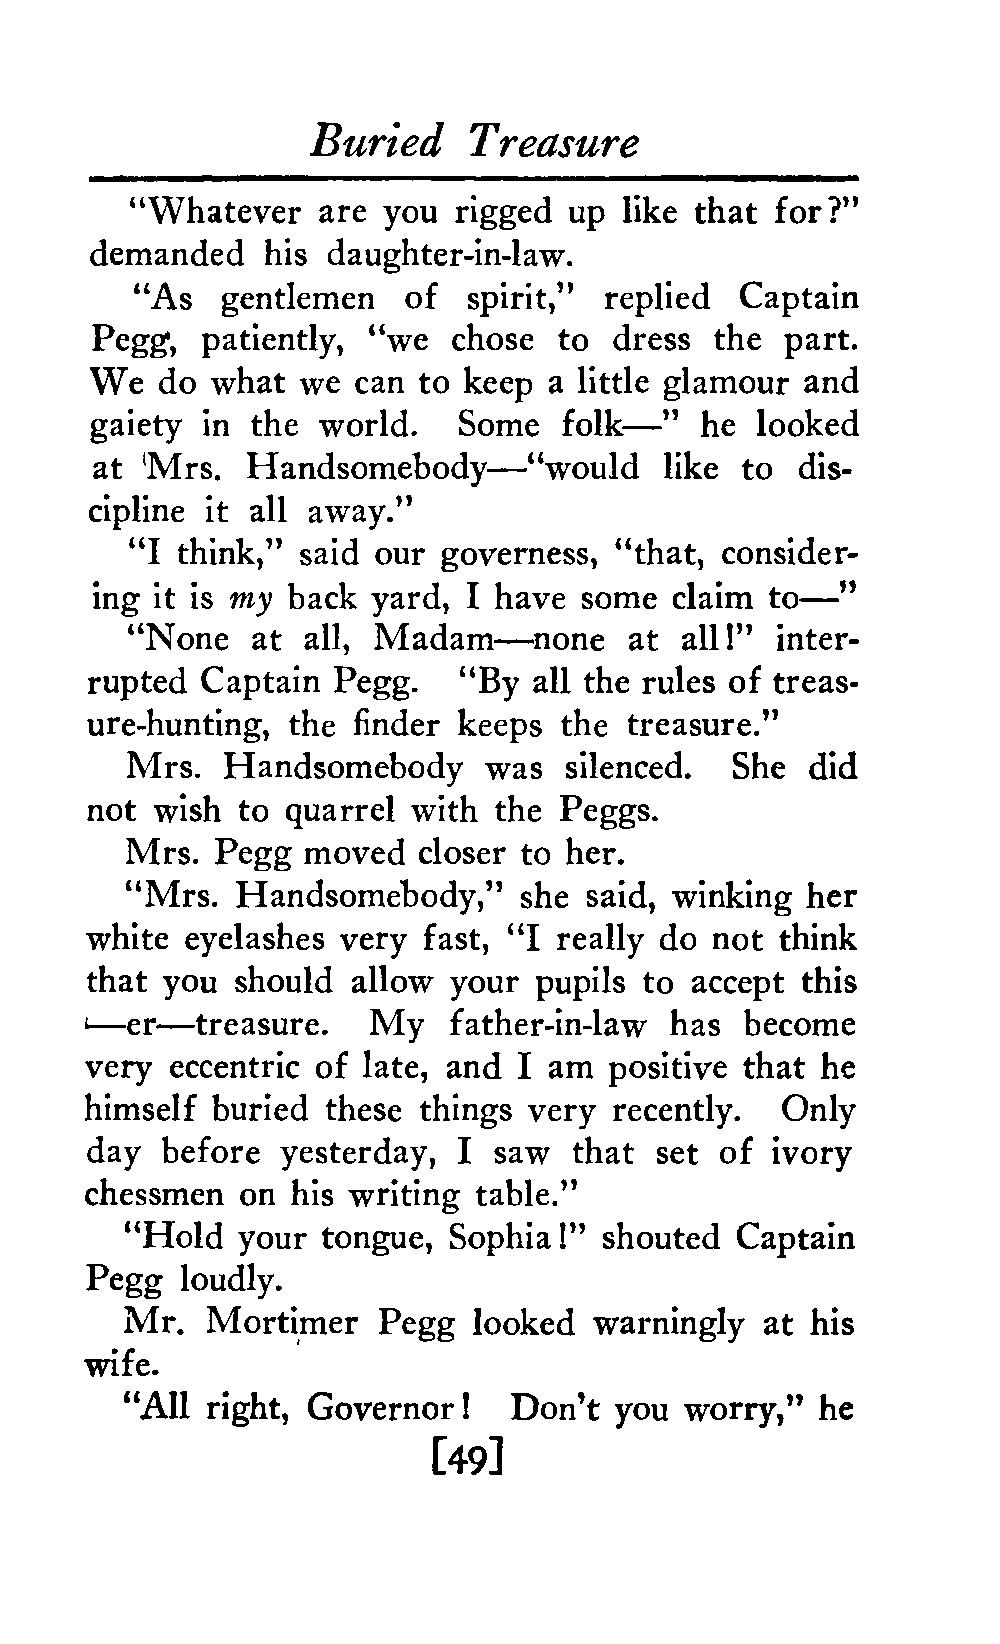 Buried Treasure
"Whatever are you rigged up like that for?"
demanded his daughter-in-law.
"As gentlemen of spirit," replied Captain
Pegg, patiently, "we chose to dress the part.
We do what we can to keep a little glamour and
gaiety in the world. Some folk—" he looked
at Mrs. Handsomebody—"would like to dis-
cipline it all away."
"I think," said our governess, "that, consider-
ing it is my back yard, I have some claim to—"
"None at all, Madam—none at all!" inter-
rupted Captain Pegg. "By all the rules of treas-
ure-hunting, the finder keeps the treasure."
Mrs. Handsomebody was silenced. She did
not wish to quarrel with the Peggs.
Mrs. Pegg moved closer to her.
"Mrs. Handsomebody," she said, winking her
white eyelashes very fast, "I really do not think
that you should allow your pupils to accept this
—er—treasure. My father-in-law has become
very eccentric of late, and I am positive that he
himself buried these things very recently. Only
day before yesterday, I saw that set of ivory
chessmen on his writing table."
"Hold your tongue, Sophia!" shouted Captain
Pegg loudly.
Mr. Mortimer Pegg looked warningly at his
wife.
"All right, Governor! Don't you worry," he
[49]